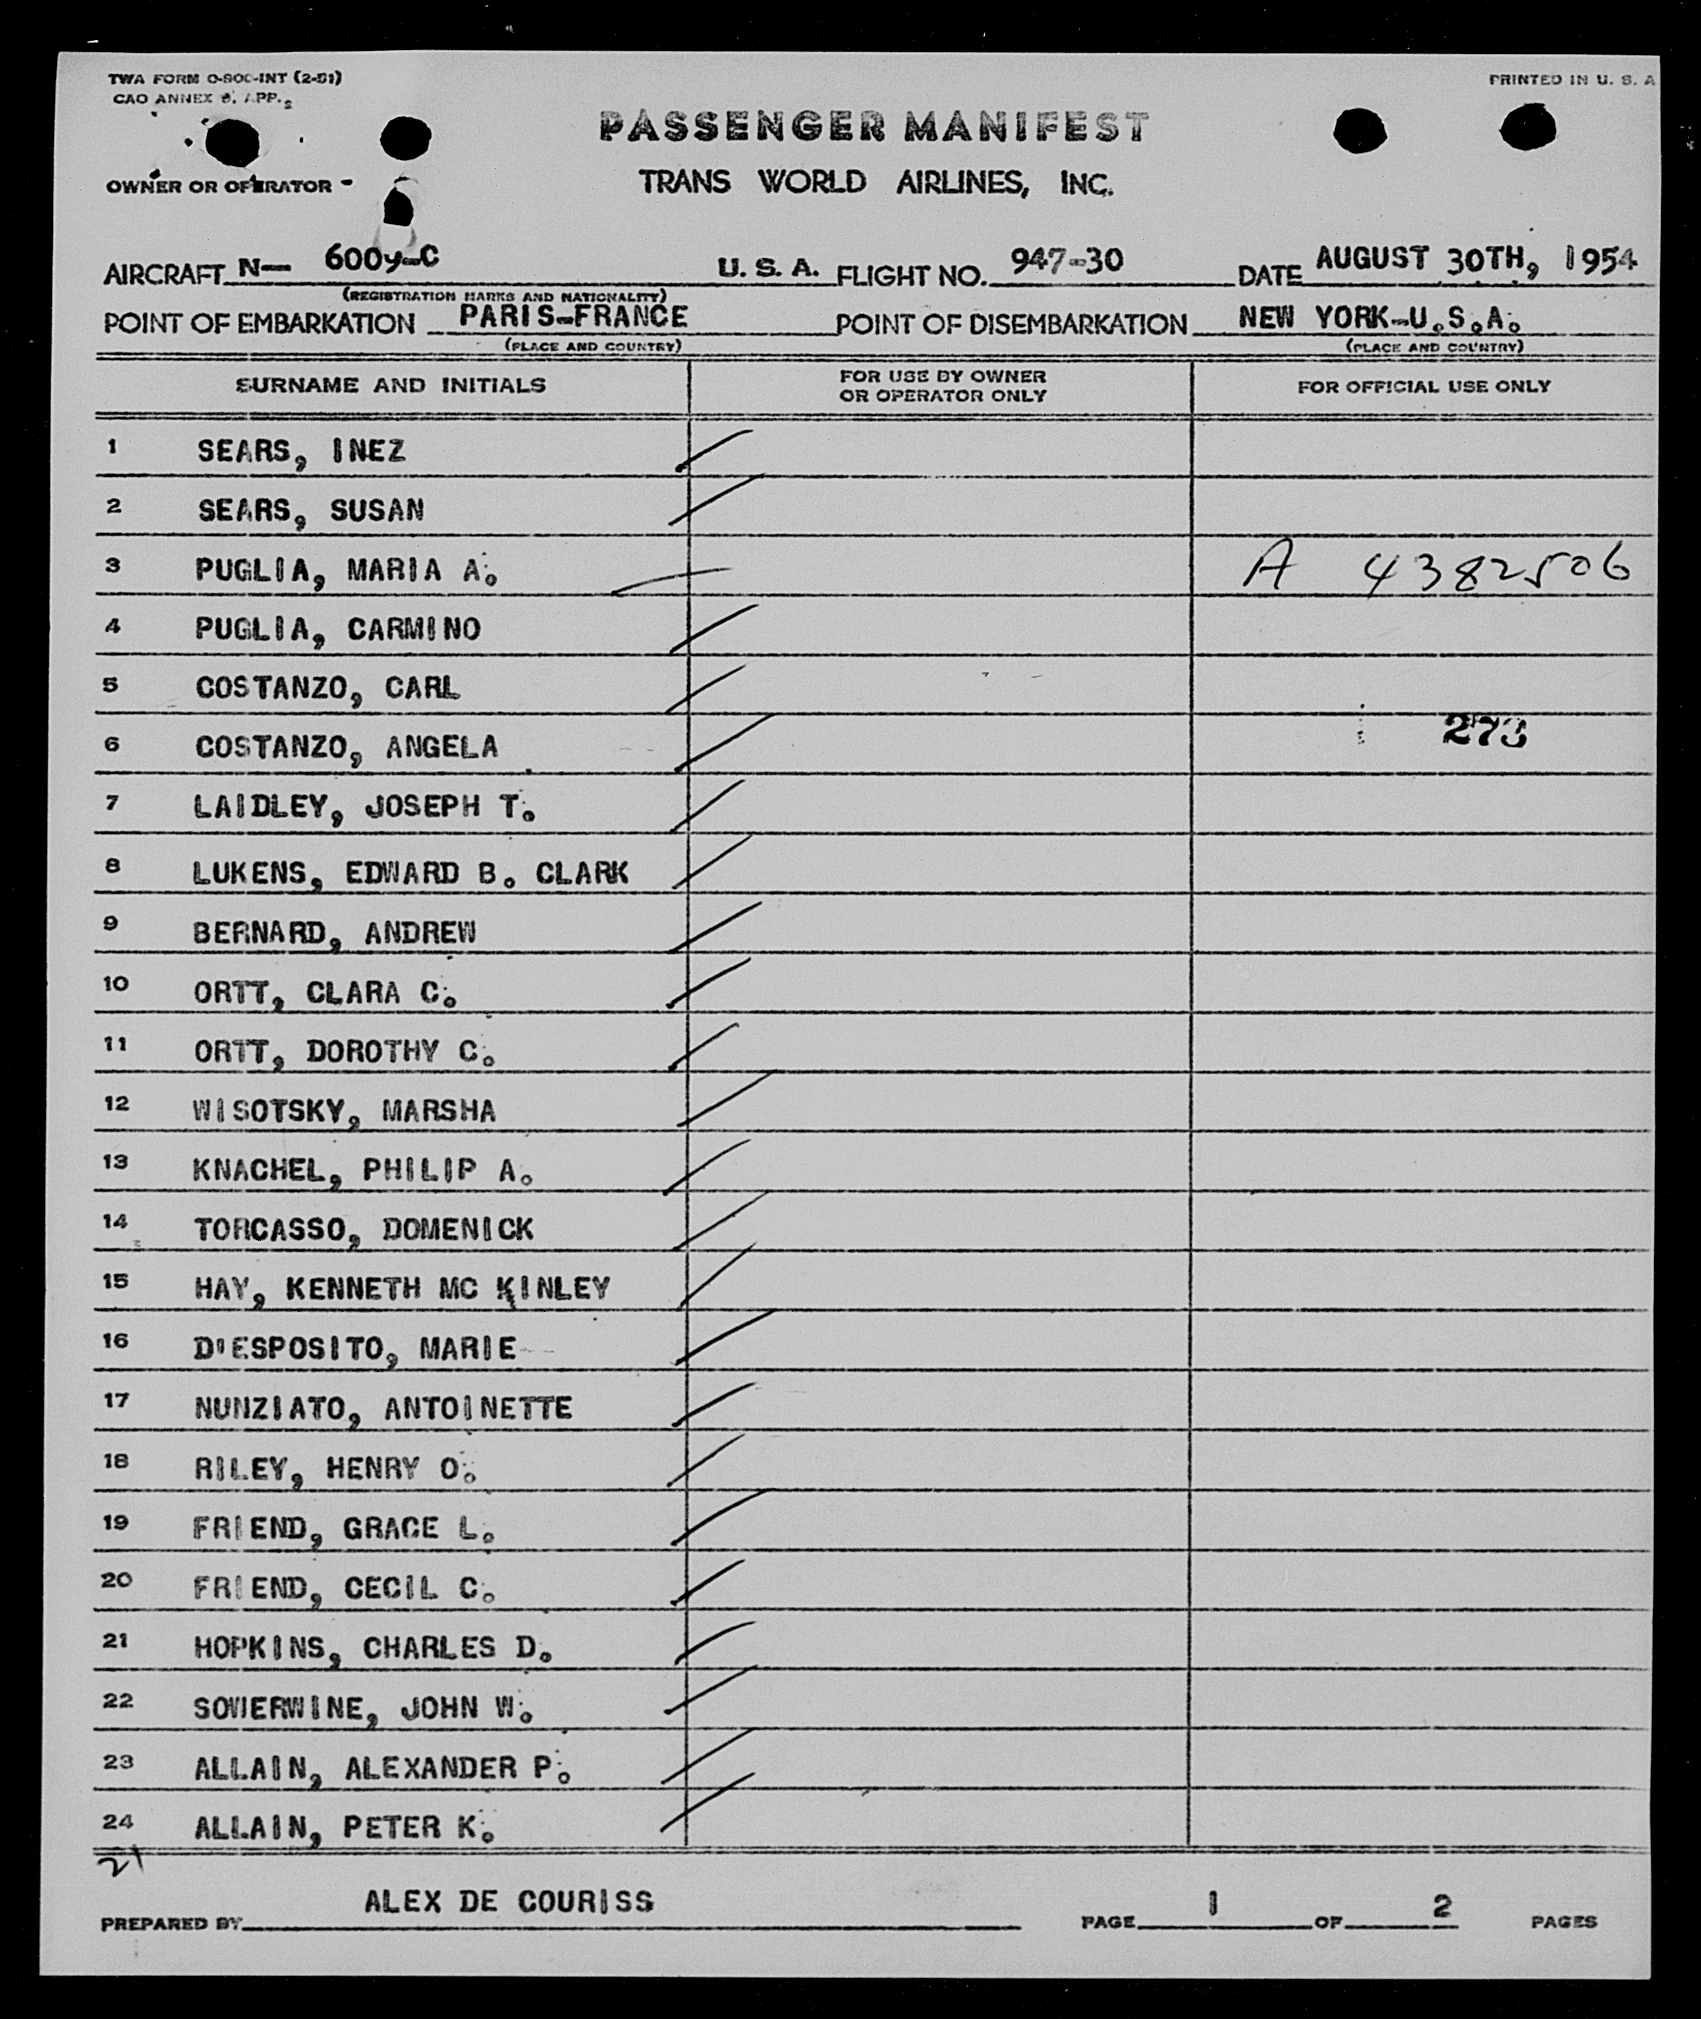 TWA FORM O-80C-INT (2-51)
PRINTED IN U. S. A
CAO ANNEX 9, APP. 2
PASSENGER MANIFEST
OWNER OR OPERATOR -
TRANS WORLD AIRLINES, INC.
AIRCRAFT N- 6009-C U. S. A. FLIGHT NO. 947-30 DATE AUGUST 30TH, 1954
(REGISTRATION MARKS AND NATIONALITY)
POINT OF EMBARKATION PARIS-FRANCE POINT OF DISEMBARKATION NEW YORK-U.S.A.
(PLACE AND COUNTRY) (PLACE AND COUNTRY)
SURNAME AND INITIALS FOR USE BY OWNER OR OPERATOR ONLY FOR OFFICIAL USE ONLY
1 SEARS, INEZ
2 SEARS, SUSAN
3 PUGLIA, MARIA A. A 4382506
4 PUGLIA, CARMINO
5 COSTANZO, CARL
6 COSTANZO, ANGELA 273
7 LAIDLEY, JOSEPH T.
8 LUKENS, EDWARD B. CLARK
9 BERNARD, ANDREW
10 ORTT, CLARA C.
11 ORTT, DOROTHY C.
12 WISOTSKY, MARSHA
13 KNACHEL, PHILIP A.
14 TORCASSO, DOMENICK
15 HAY, KENNETH MC KINLEY
16 D'ESPOSITO, MARIE
17 NUNZIATO, ANTOINETTE
18 RILEY, HENRY O.
19 FRIEND, GRACE L.
20 FRIEND, CECIL C.
21 HOPKINS, CHARLES D.
22 SOWERWINE, JOHN W.
23 ALLAIN, ALEXANDER P.
24 ALLAIN, PETER K.
21
PREPARED BY ALEX DE COURISS PAGE 1 OF 2 PAGES